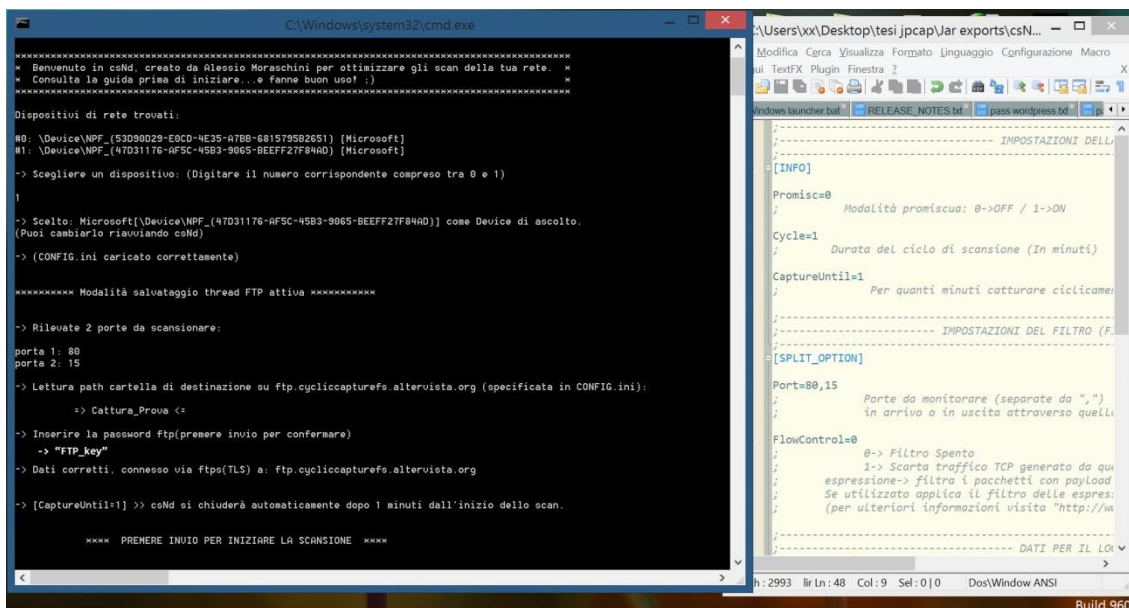 C:\Windows\system32\cmd.exe
* Benvenuto in csNd, creato da Alessio Moraschini per ottimizzare gli scan della tua rete. *
* Consulta la guida prima di iniziare...e fanne buon uso! ;) *
Dispositivi di rete trovati:
#0: \Device\NPF_(53D90D29-E0CD-4E35-A7BB-6815795B2651) [Microsoft]
#1: \Device\NPF_(47D31176-AF5C-45B3-9065-BEEFF27F84AD) [Microsoft]
-> Scegliere un dispositivo: (Digitare il numero corrispondente compreso tra 0 e 1)
1
-> Scelto: Microsoft[\Device\NPF_(47D31176-AF5C-45B3-9065-BEEFF27F84AD)] come Device di ascolto.
(Puoi cambiarlo riavviando csNd)
-> (CONFIG.ini caricato correttamente)
********** Modalità salvataggio thread FTP attiva ***********
-> Rilevate 2 porte da scansionare:
porta 1: 80
porta 2: 15
-> Lettura path cartella di destinazione su ftp.cycliccapturefs.altervista.org (specificata in CONFIG.ini):
=> Cattura_Prova <=
-> Inserire la password ftp(premere invio per confermare)
-> "FTP_key"
-> Dati corretti, connesso via ftps(TLS) a: ftp.cycliccapturefs.altervista.org
-> [CaptureUntil=1] >> csNd si chiuderà automaticamente dopo 1 minuti dall'inizio dello scan.
**** PREMERE INVIO PER INIZIARE LA SCANSIONE ****
:\Users\xx\Desktop\tesi jpcap\Jar exports\csN...
Modifica Cerca Visualizza Formato Linguaggio Configurazione Macro
ui TextFX Plugin Finestra ? X
Windows launcher.bat RELEASE_NOTES.txt pass wordpress.txt
;--- IMPOSTAZIONI DELL
[INFO]
Promisc=0
; Modalità promiscua: 0->OFF / 1->ON
Cycle=1
; Durata del ciclo di scansione (In minuti)
CaptureUntil=1
; Per quanti minuti catturare ciclicame
;--- IMPOSTAZIONI DEL FILTRO (F
[SPLIT_OPTION]
Port=80,15
; Porte da monitorare (separate da ",")
; in arrivo o in uscita attraverso quell
FlowControl=0
; 0-> Filtro Spento
; 1-> Scarta traffico TCP generato da qu
; espressione-> filtra i pacchetti con payload
; Se utilizzato applica il filtro delle espres
; (per ulteriori informazioni visita "http://w
;--- DATI PER IL LO
h : 2993 lir Ln : 48 Col : 9 Sel : 0 | 0 Dos\Window ANSI
Build 960